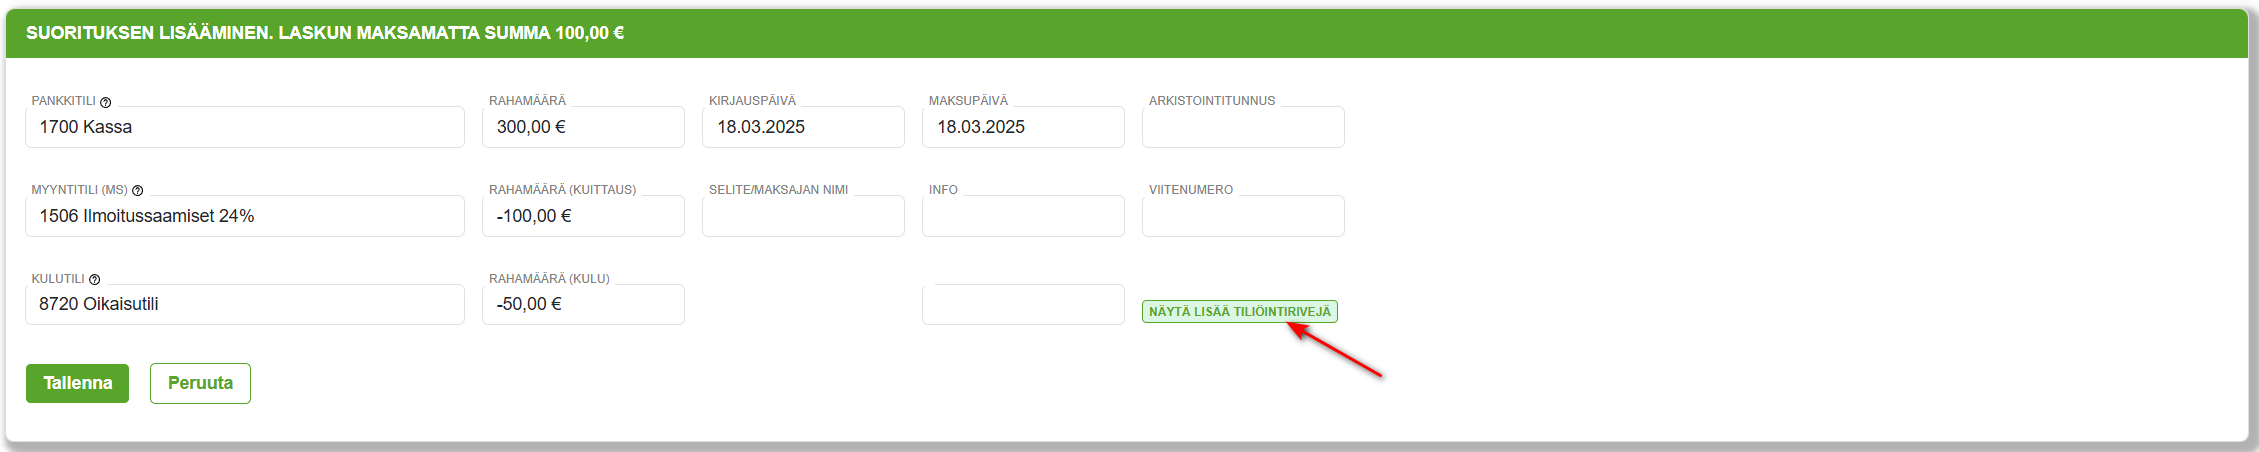 SUORITUKSEN LISÄÄMINEN. LASKUN MAKSAMATTA SUMMA 100,00 €
PANKKITILI RAHAMÄÄRÄ KIRJAUSPÄIVÄ MAKSUPÄIVÄ ARKISTOINTITUNNUS
1700 Kassa 300,00 € 18.03.2025 18.03.2025
MYYNTITILI (MS) RAHAMÄÄRÄ (KUITTAUS) SELITE/MAKSAJAN NIMI INFO VIITENUMERO
1506 Ilmoitussaamiset 24% -100,00 €
KULUTILI RAHAMÄÄRÄ (KULU)
8720 Oikaisutili -50,00 € NÄYTÄ LISÄÄ TILIÖINTIRIVEJÄ
Tallenna Peruuta